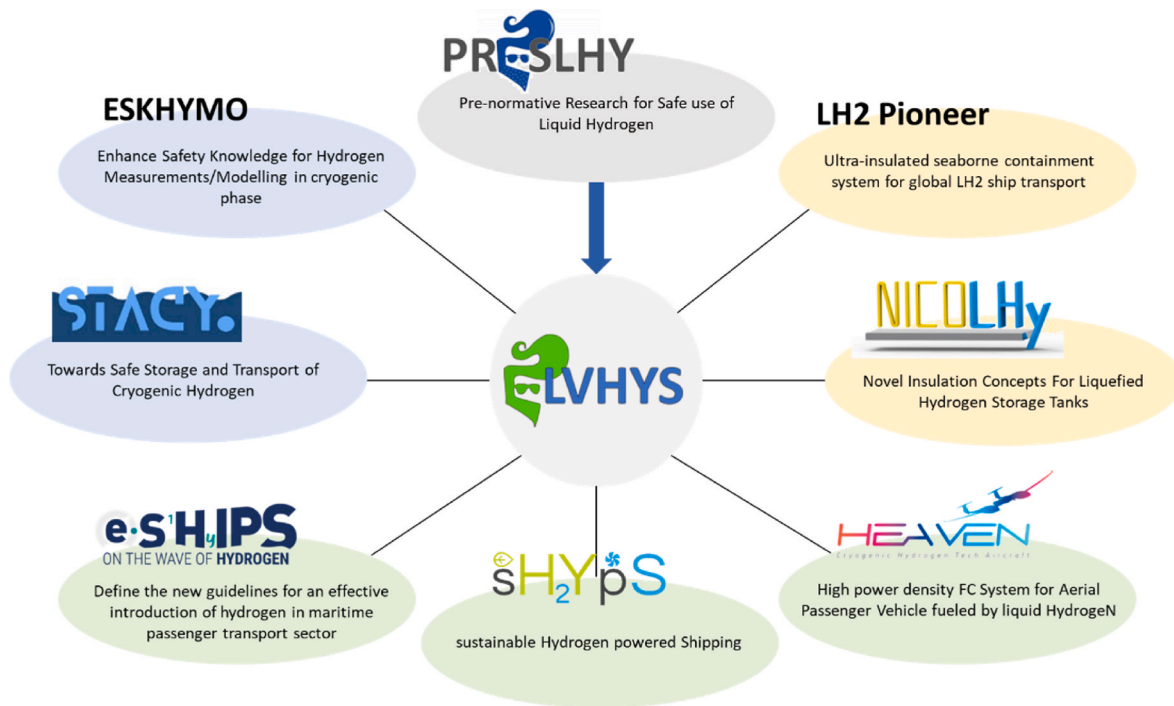 PRESLHY
Pre-normative Research for Safe use of
Liquid Hydrogen
ESKHYMO
Enhance Safety Knowledge for Hydrogen
Measurements/Modelling in cryogenic
phase
LH2 Pioneer
Ultra-insulated seaborne containment
system for global LH2 ship transport
STACY.
Towards Safe Storage and Transport of
Cryogenic Hydrogen
ELVHYS
NICOLHy
Novel Insulation Concepts For Liquefied
Hydrogen Storage Tanks
e·S¹HyIPS
ON THE WAVE OF HYDROGEN
Define the new guidelines for an effective
introduction of hydrogen in maritime
passenger transport sector
sH2YpS
sustainable Hydrogen powered Shipping
HEAVEN
Cryogenic Hydrogen Tech Aircraft
High power density FC System for Aerial
Passenger Vehicle fueled by liquid HydrogeN